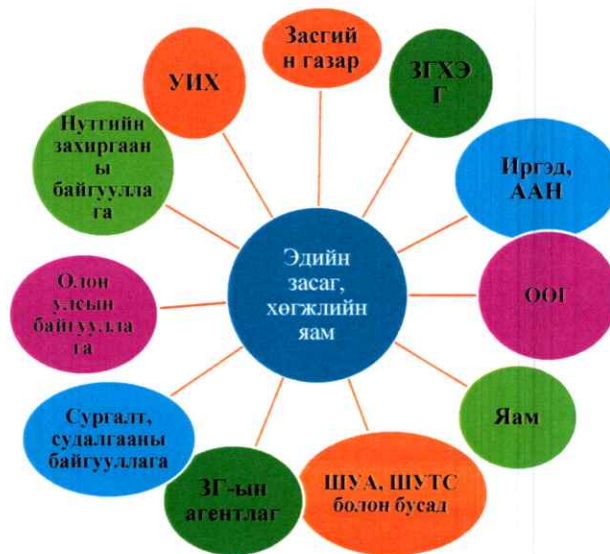 Засгий
н газар
ЗГХЭ
Г
Иргэд,
ААН
ООГ
Яам
ШУА, ШУТС
болон бусад
ЗГ-ын
агентлаг
Сургалт,
судалгааны
байгууллага
Олон
улсын
байгуулла
га
Нутгийн
захиргаан
ы
байгуулла
га
УИХ
Эдийн
засаг,
хөгжлийн
яам